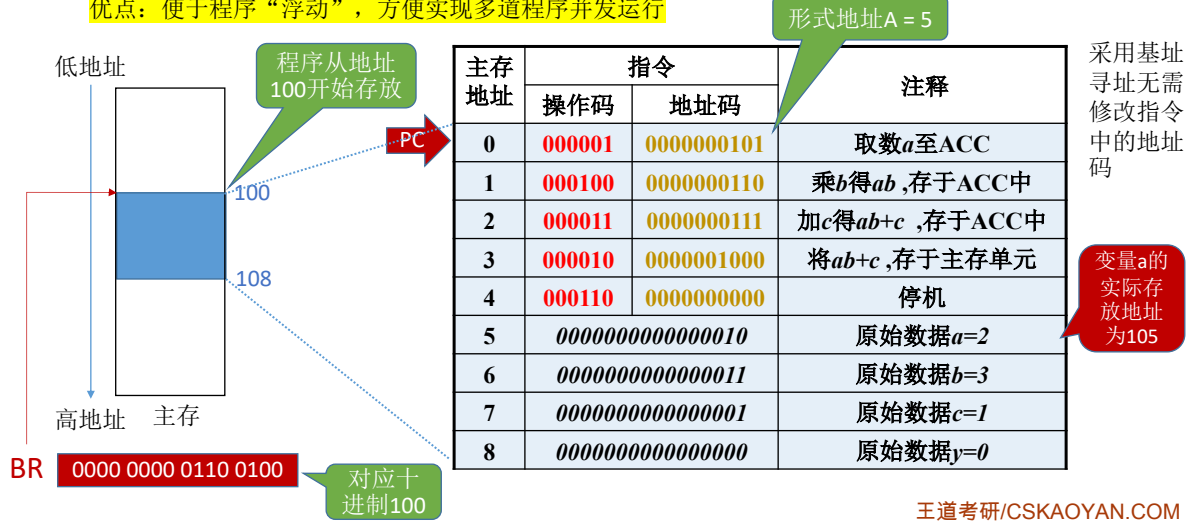 优点：便于程序“浮动”，方便实现多道程序并发运行
形式地址A = 5
低地址
程序从地址
100开始存放
PC
100
108
高地址
主存
BR
0000 0000 0110 0100
对应十
进制100
主存
地址
指令
注释
操作码
地址码
0 000001 0000000101 取数a至ACC
1 000100 0000000110 乘b得ab ,存于ACC中
2 000011 0000000111 加c得ab+c ,存于ACC中
3 000010 0000001000 将ab+c ,存于主存单元
4 000110 0000000000 停机
5 0000000000000010 原始数据a=2
6 0000000000000011 原始数据b=3
7 0000000000000001 原始数据c=1
8 0000000000000000 原始数据y=0
采用基址
寻址无需
修改指令
中的地址
码
变量a的
实际存
放地址
为105
王道考研/CSKAOYAN.COM